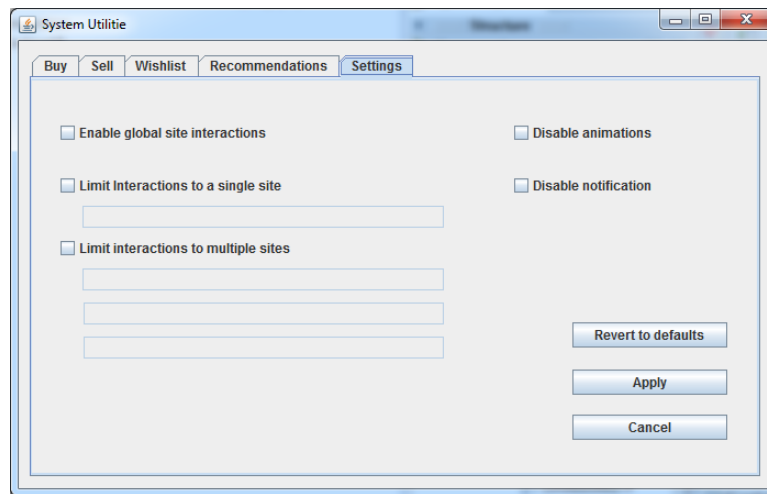 System Utilitie
Structure
Buy Sell Wishlist Recommendations Settings
Enable global site interactions Disable animations
Limit Interactions to a single site Disable notification
Limit interactions to multiple sites
Revert to defaults
Apply
Cancel